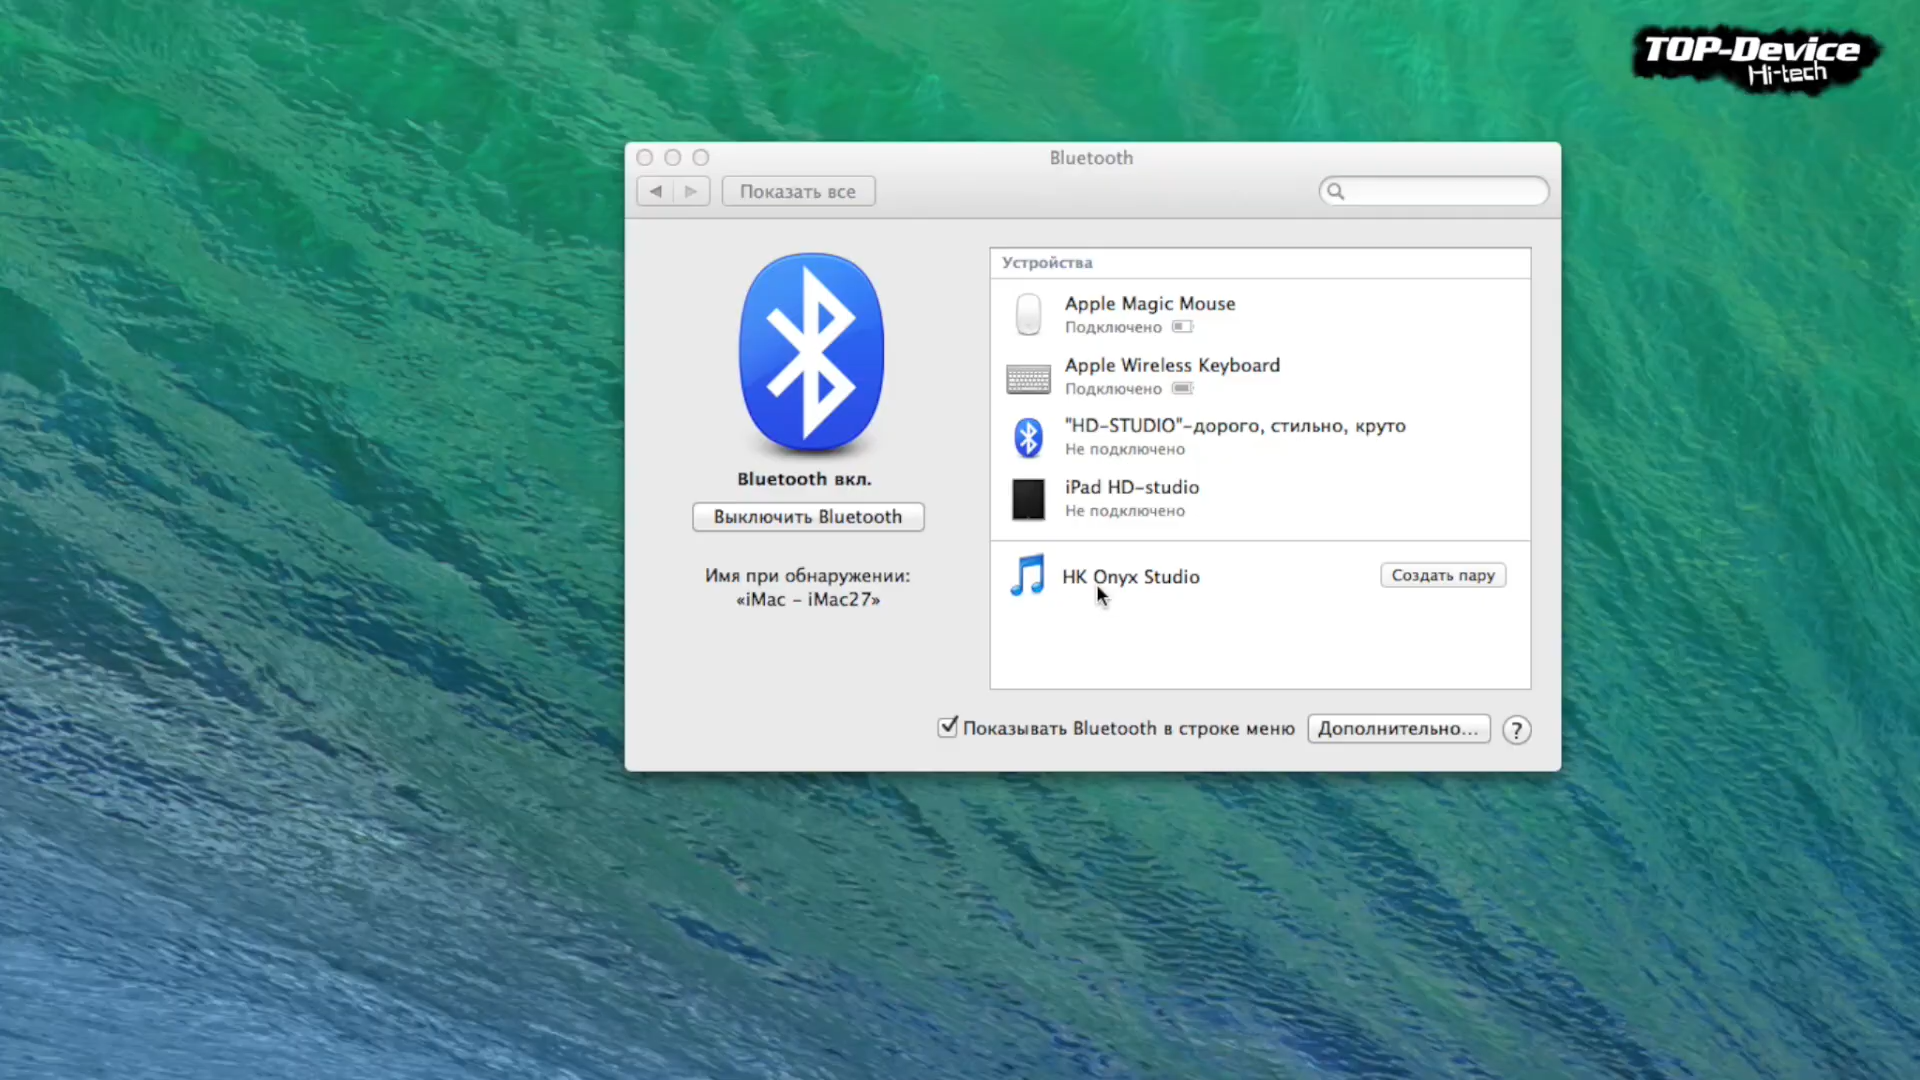 TOP-Device
Hi-tech
Bluetooth
Показать все
Устройства
Apple Magic Mouse
Подключено
Apple Wireless Keyboard
Подключено
"HD-STUDIO"-дорого, стильно, круто
Не подключено
iPad HD-studio
Не подключено
HK Onyx Studio
Создать пару
Bluetooth вкл.
Выключить Bluetooth
Имя при обнаружении:
«iMac - iMac27»
Показывать Bluetooth в строке меню
Дополнительно...
?